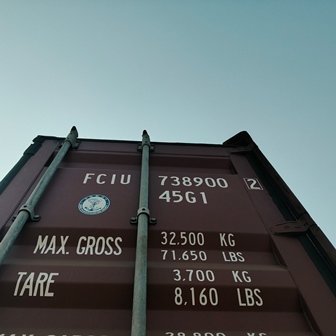 FCIU 738900 2
45G1
MAX. GROSS 32.500 KG
71.650 LBS
TARE 3.700 KG
8,160 LBS